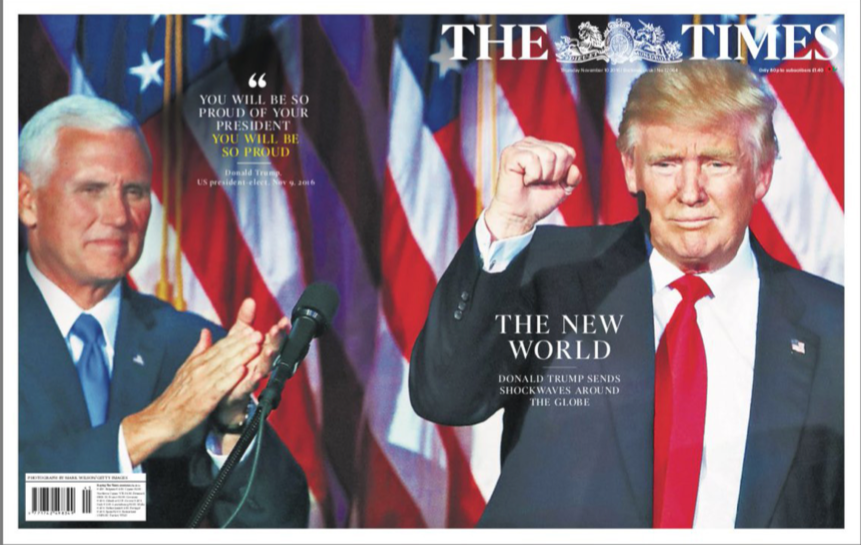 THE TIMES
“
YOU WILL BE SO
PROUD OF YOUR
PRESIDENT
YOU WILL BE
SO PROUD
Donald Trump,
US president-elect, Nov 9, 2016
THE NEW
WORLD
DONALD TRUMP SENDS
SHOCKWAVES AROUND
THE GLOBE
PHOTOGRAPH BY MARK WILSON/GETTY IMAGES